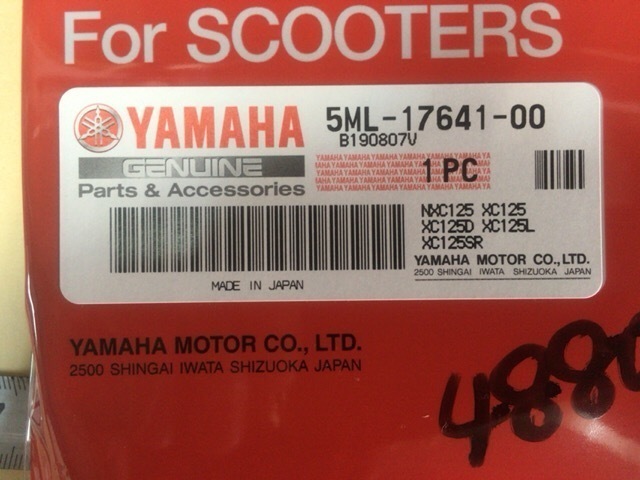 For SCOOTERS
YAMAHA 5ML-17641-00
B190807V
GENUINE
Parts & Accessories
1 PC
NXC125 XC125
XC125D XC125L
XC125SR
YAMAHA MOTOR CO.,LTD.
2500 SHINGAI IWATA SHIZUOKA JAPAN
MADE IN JAPAN
YAMAHA MOTOR CO., LTD.
2500 SHINGAI IWATA SHIZUOKA JAPAN
4880